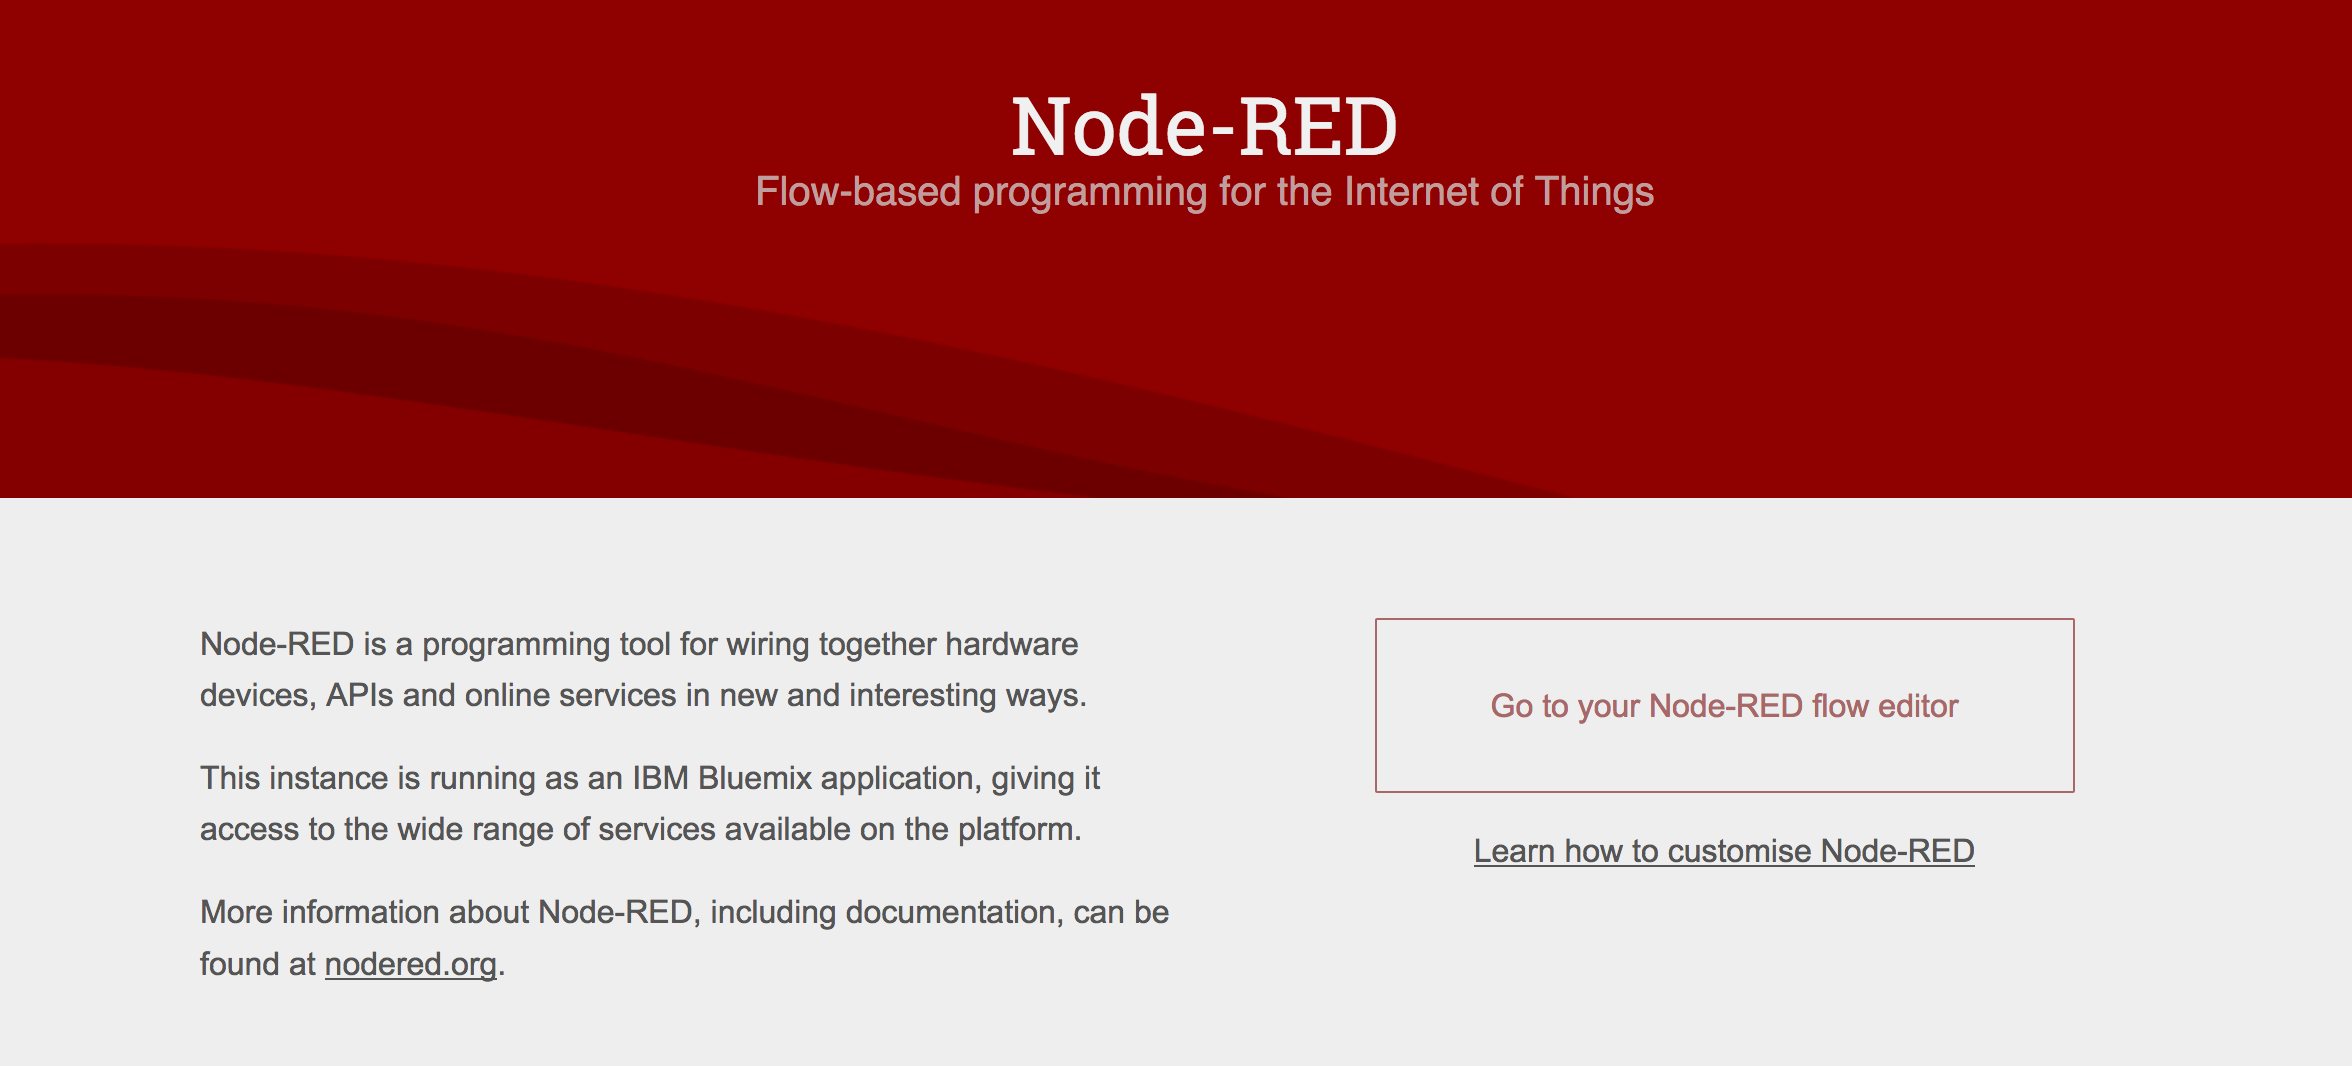 Node-RED
Flow-based programming for the Internet of Things
Node-RED is a programming tool for wiring together hardware
devices, APIs and online services in new and interesting ways.
This instance is running as an IBM Bluemix application, giving it
access to the wide range of services available on the platform.
More information about Node-RED, including documentation, can be
found at nodered.org.
Go to your Node-RED flow editor
Learn how to customise Node-RED